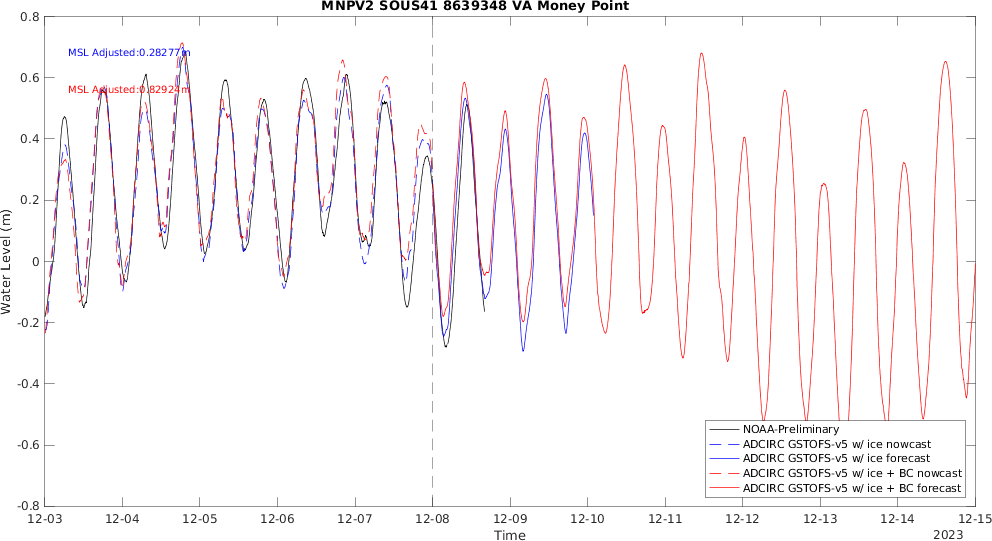 MNPV2 SOUS41 8639348 VA Money Point
0.8
0.6
0.4
0.2
0
-0.2
-0.4
-0.6
-0.8
Water Level (m)
MSL Adjusted:0.28277m
MSL Adjusted:0.82924m
NOAA-Preliminary
ADCIRC GSTOFS-v5 w/ ice nowcast
ADCIRC GSTOFS-v5 w/ ice forecast
ADCIRC GSTOFS-v5 w/ ice + BC nowcast
ADCIRC GSTOFS-v5 w/ ice + BC forecast
12-03 12-04 12-05 12-06 12-07 12-08 12-09 12-10 12-11 12-12 12-13 12-14 12-15
Time
2023